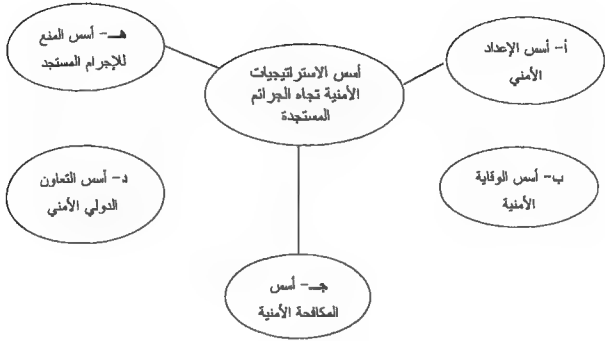 أسس الاستراتيجيات
الأمنية تجاه الجرائم
المستجدة
أ- أسس الإعداد
الأمني
ب- أسس الوقاية
الأمنية
جـ- أسس
المكافحة الأمنية
د- أسس التعاون
الدولي الأمني
هـ- أسس المنع
للإجرام المستجد